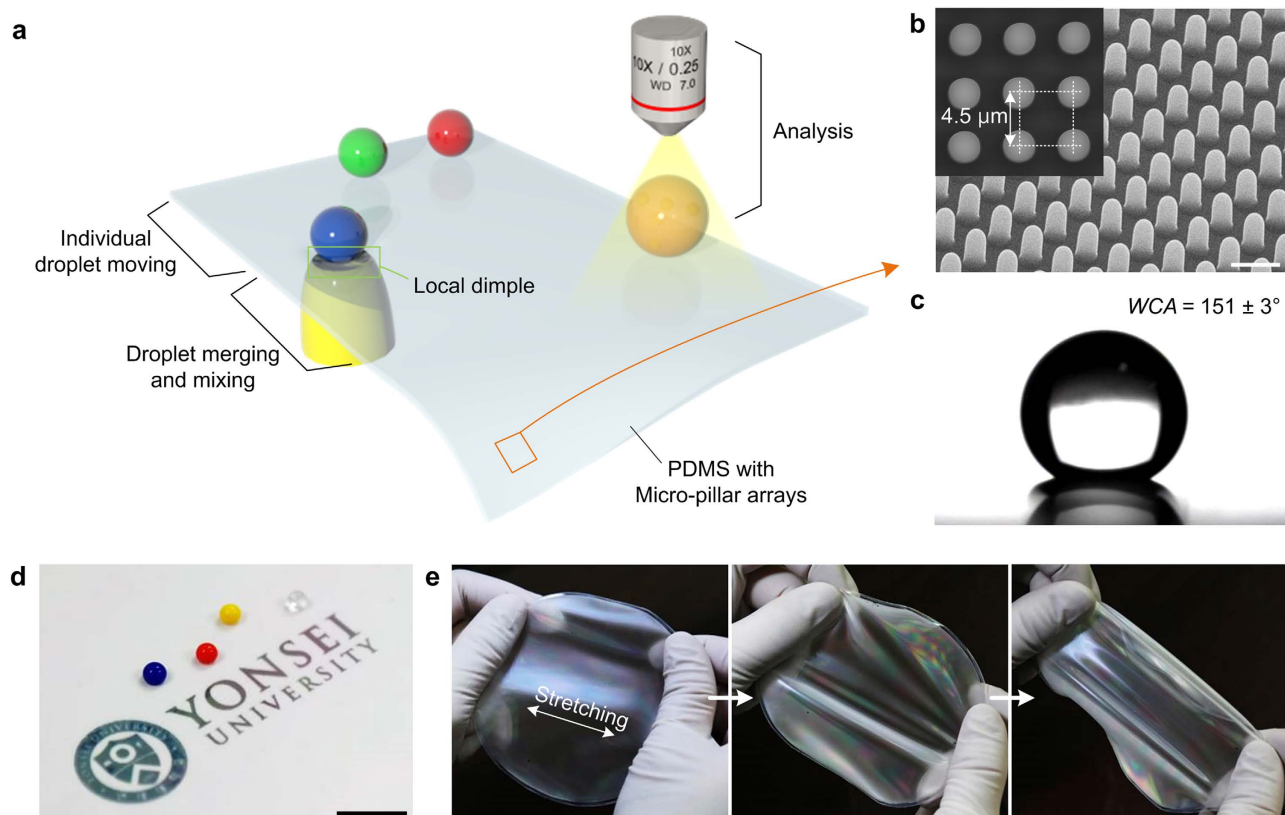 a
10X
10X / 0.25
WD 7.0
Analysis
Individual
droplet moving
Local dimple
Droplet merging
and mixing
PDMS with
Micro-pillar arrays
b
4.5 µm
c
WCA = 151 ± 3°
d
YONSEI
UNIVERSITY
e
Stretching